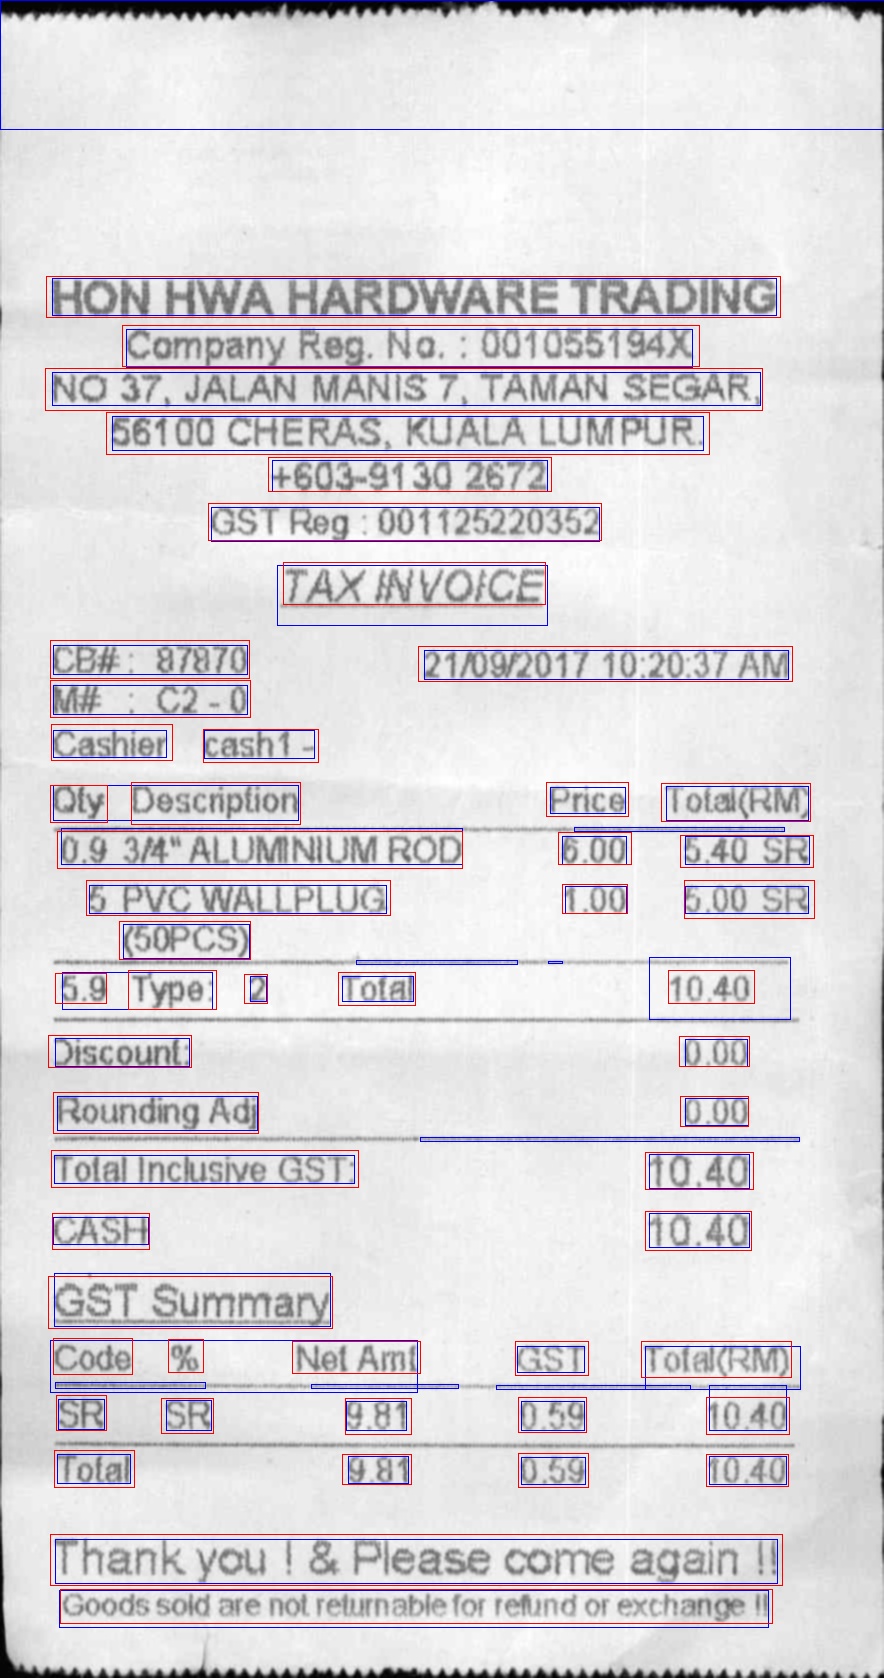 HON HWA HARDWARE TRADING
Company Reg. No. : 001055194X
NO 37, JALAN MANIS 7, TAMAN SEGAR,
56100 CHERAS, KUALA LUMPUR.
+603-9130 2672
GST Reg : 001125220352
TAX INVOICE
CB# : 87870 21/09/2017 10:20:37 AM
M# : C2 - 0
Cashier cash1 -
Qty Description Price Total(RM)
0.9 3/4" ALUMINIUM ROD 6.00 5.40 SR
5 PVC WALLPLUG 1.00 5.00 SR
(50PCS)
5.9 Type: 2 Total 10.40
Discount: 0.00
Rounding Adj 0.00
Total Inclusive GST: 10.40
CASH 10.40
GST Summary
Code % Net Amt GST Total(RM)
SR SR 9.81 0.59 10.40
Total 9.81 0.59 10.40
Thank you ! & Please come again !!
Goods sold are not returnable for refund or exchange !!